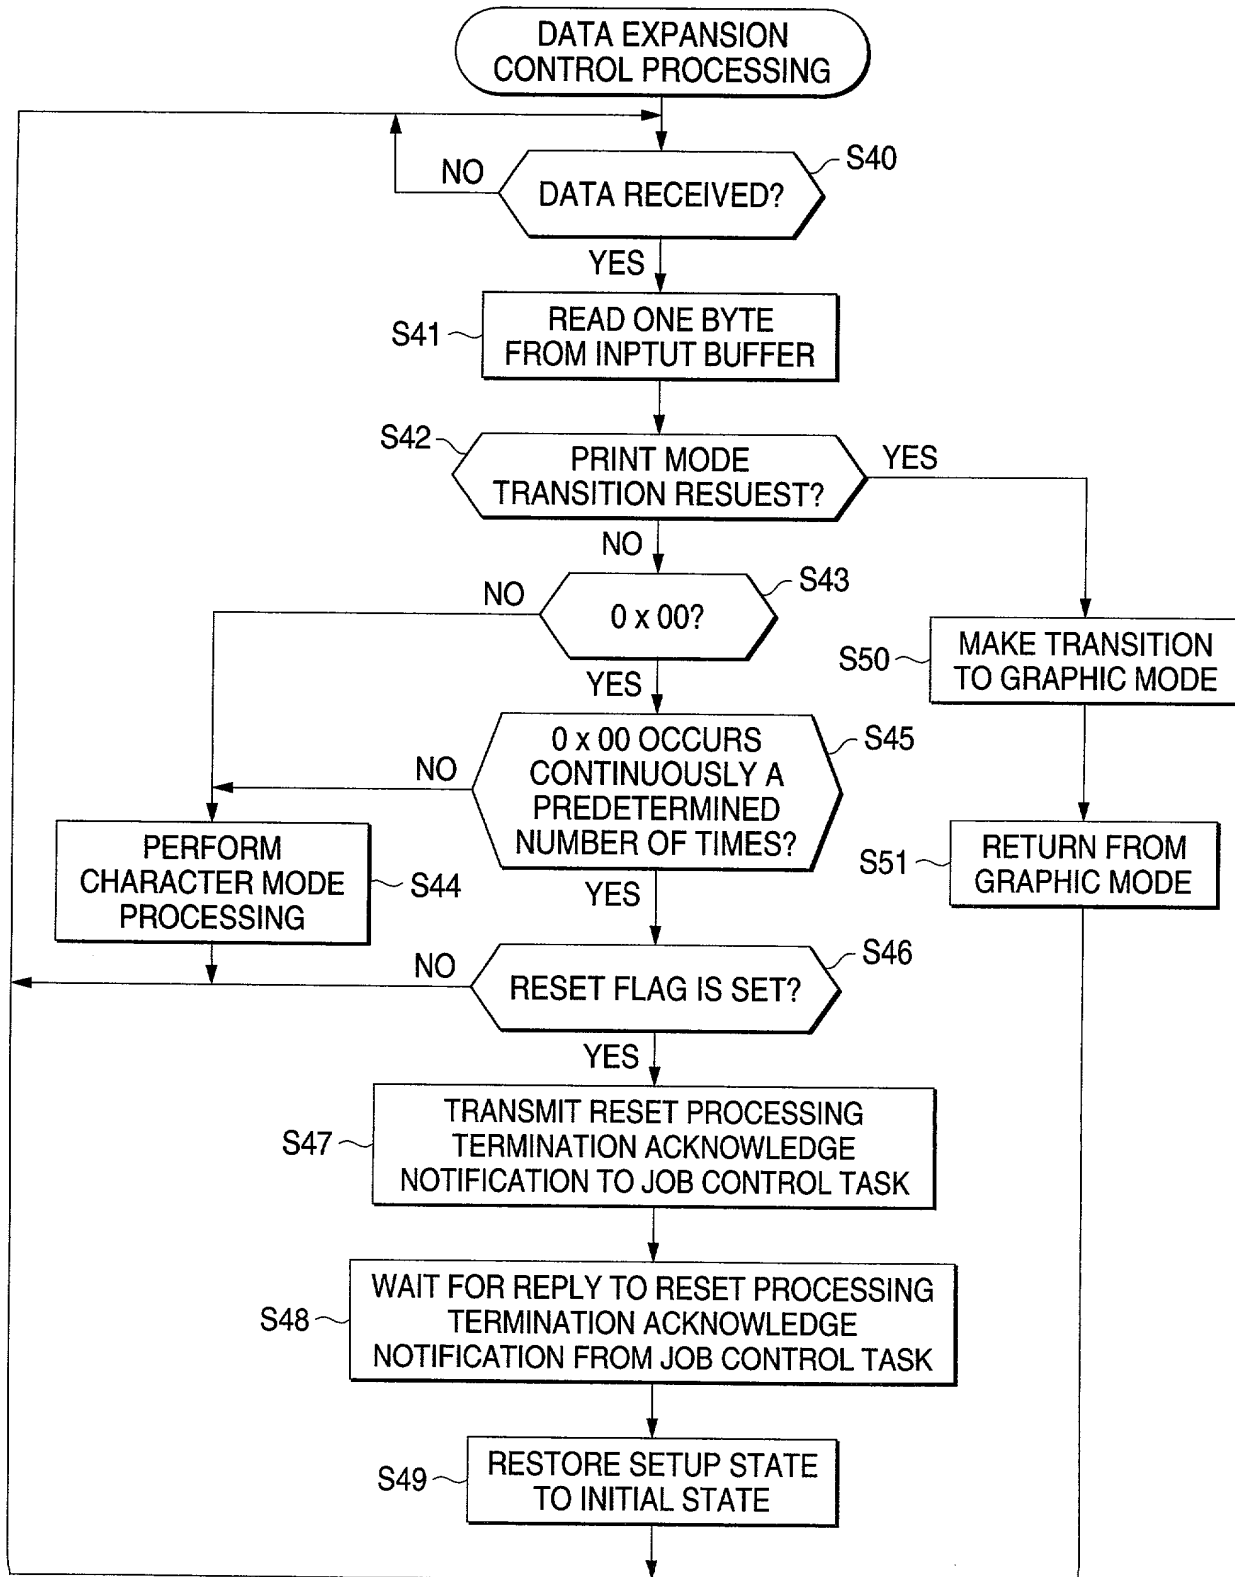 DATA EXPANSION
CONTROL PROCESSING
S40
NO
DATA RECEIVED?
YES
S41
READ ONE BYTE
FROM INPTUT BUFFER
S42
PRINT MODE
TRANSITION RESUEST?
YES
NO
S43
NO
0 x 00?
YES
S50
MAKE TRANSITION
TO GRAPHIC MODE
S45
0 x 00 OCCURS
CONTINUOUSLY A
PREDETERMINED
NUMBER OF TIMES?
NO
YES
PERFORM
CHARACTER MODE
PROCESSING
S44
S51
RETURN FROM
GRAPHIC MODE
S46
NO
RESET FLAG IS SET?
YES
S47
TRANSMIT RESET PROCESSING
TERMINATION ACKNOWLEDGE
NOTIFICATION TO JOB CONTROL TASK
S48
WAIT FOR REPLY TO RESET PROCESSING
TERMINATION ACKNOWLEDGE
NOTIFICATION FROM JOB CONTROL TASK
S49
RESTORE SETUP STATE
TO INITIAL STATE